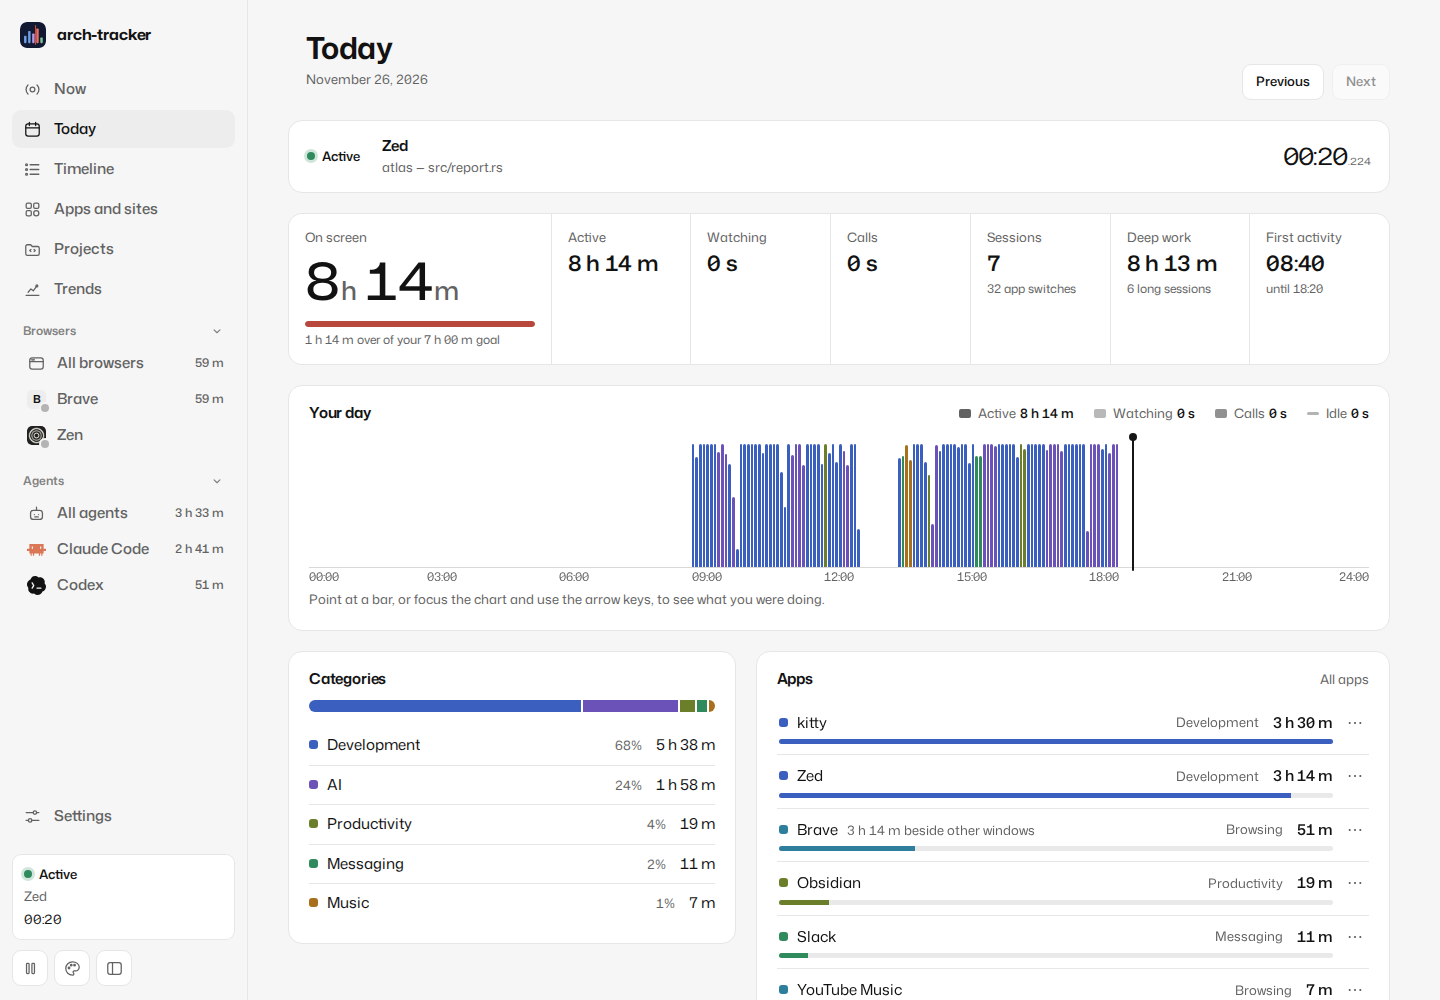 arch-tracker
Now
Today
Timeline
Apps and sites
Projects
Trends
Browsers
All browsers 59 m
B Brave 59 m
Zen
Agents
All agents 3 h 33 m
Claude Code 2 h 41 m
Codex 51 m
Settings
Active
Zed
00:20
Today
November 26, 2026
Previous Next
Active
Zed
atlas — src/report.rs
00:20.224
On screen
8h 14m
1 h 14 m over of your 7 h 00 m goal
Active
8 h 14 m
Watching
0 s
Calls
0 s
Sessions
7
32 app switches
Deep work
8 h 13 m
6 long sessions
First activity
08:40
until 18:20
Your day
Active 8 h 14 m Watching 0 s Calls 0 s Idle 0 s
00:00 03:00 06:00 09:00 12:00 15:00 18:00 21:00 24:00
Point at a bar, or focus the chart and use the arrow keys, to see what you were doing.
Categories
Development 68% 5 h 38 m
AI 24% 1 h 58 m
Productivity 4% 19 m
Messaging 2% 11 m
Music 1% 7 m
Apps All apps
kitty Development 3 h 30 m ···
Zed Development 3 h 14 m ···
Brave 3 h 14 m beside other windows Browsing 51 m ···
Obsidian Productivity 19 m ···
Slack Messaging 11 m ···
YouTube Music Browsing 7 m ···